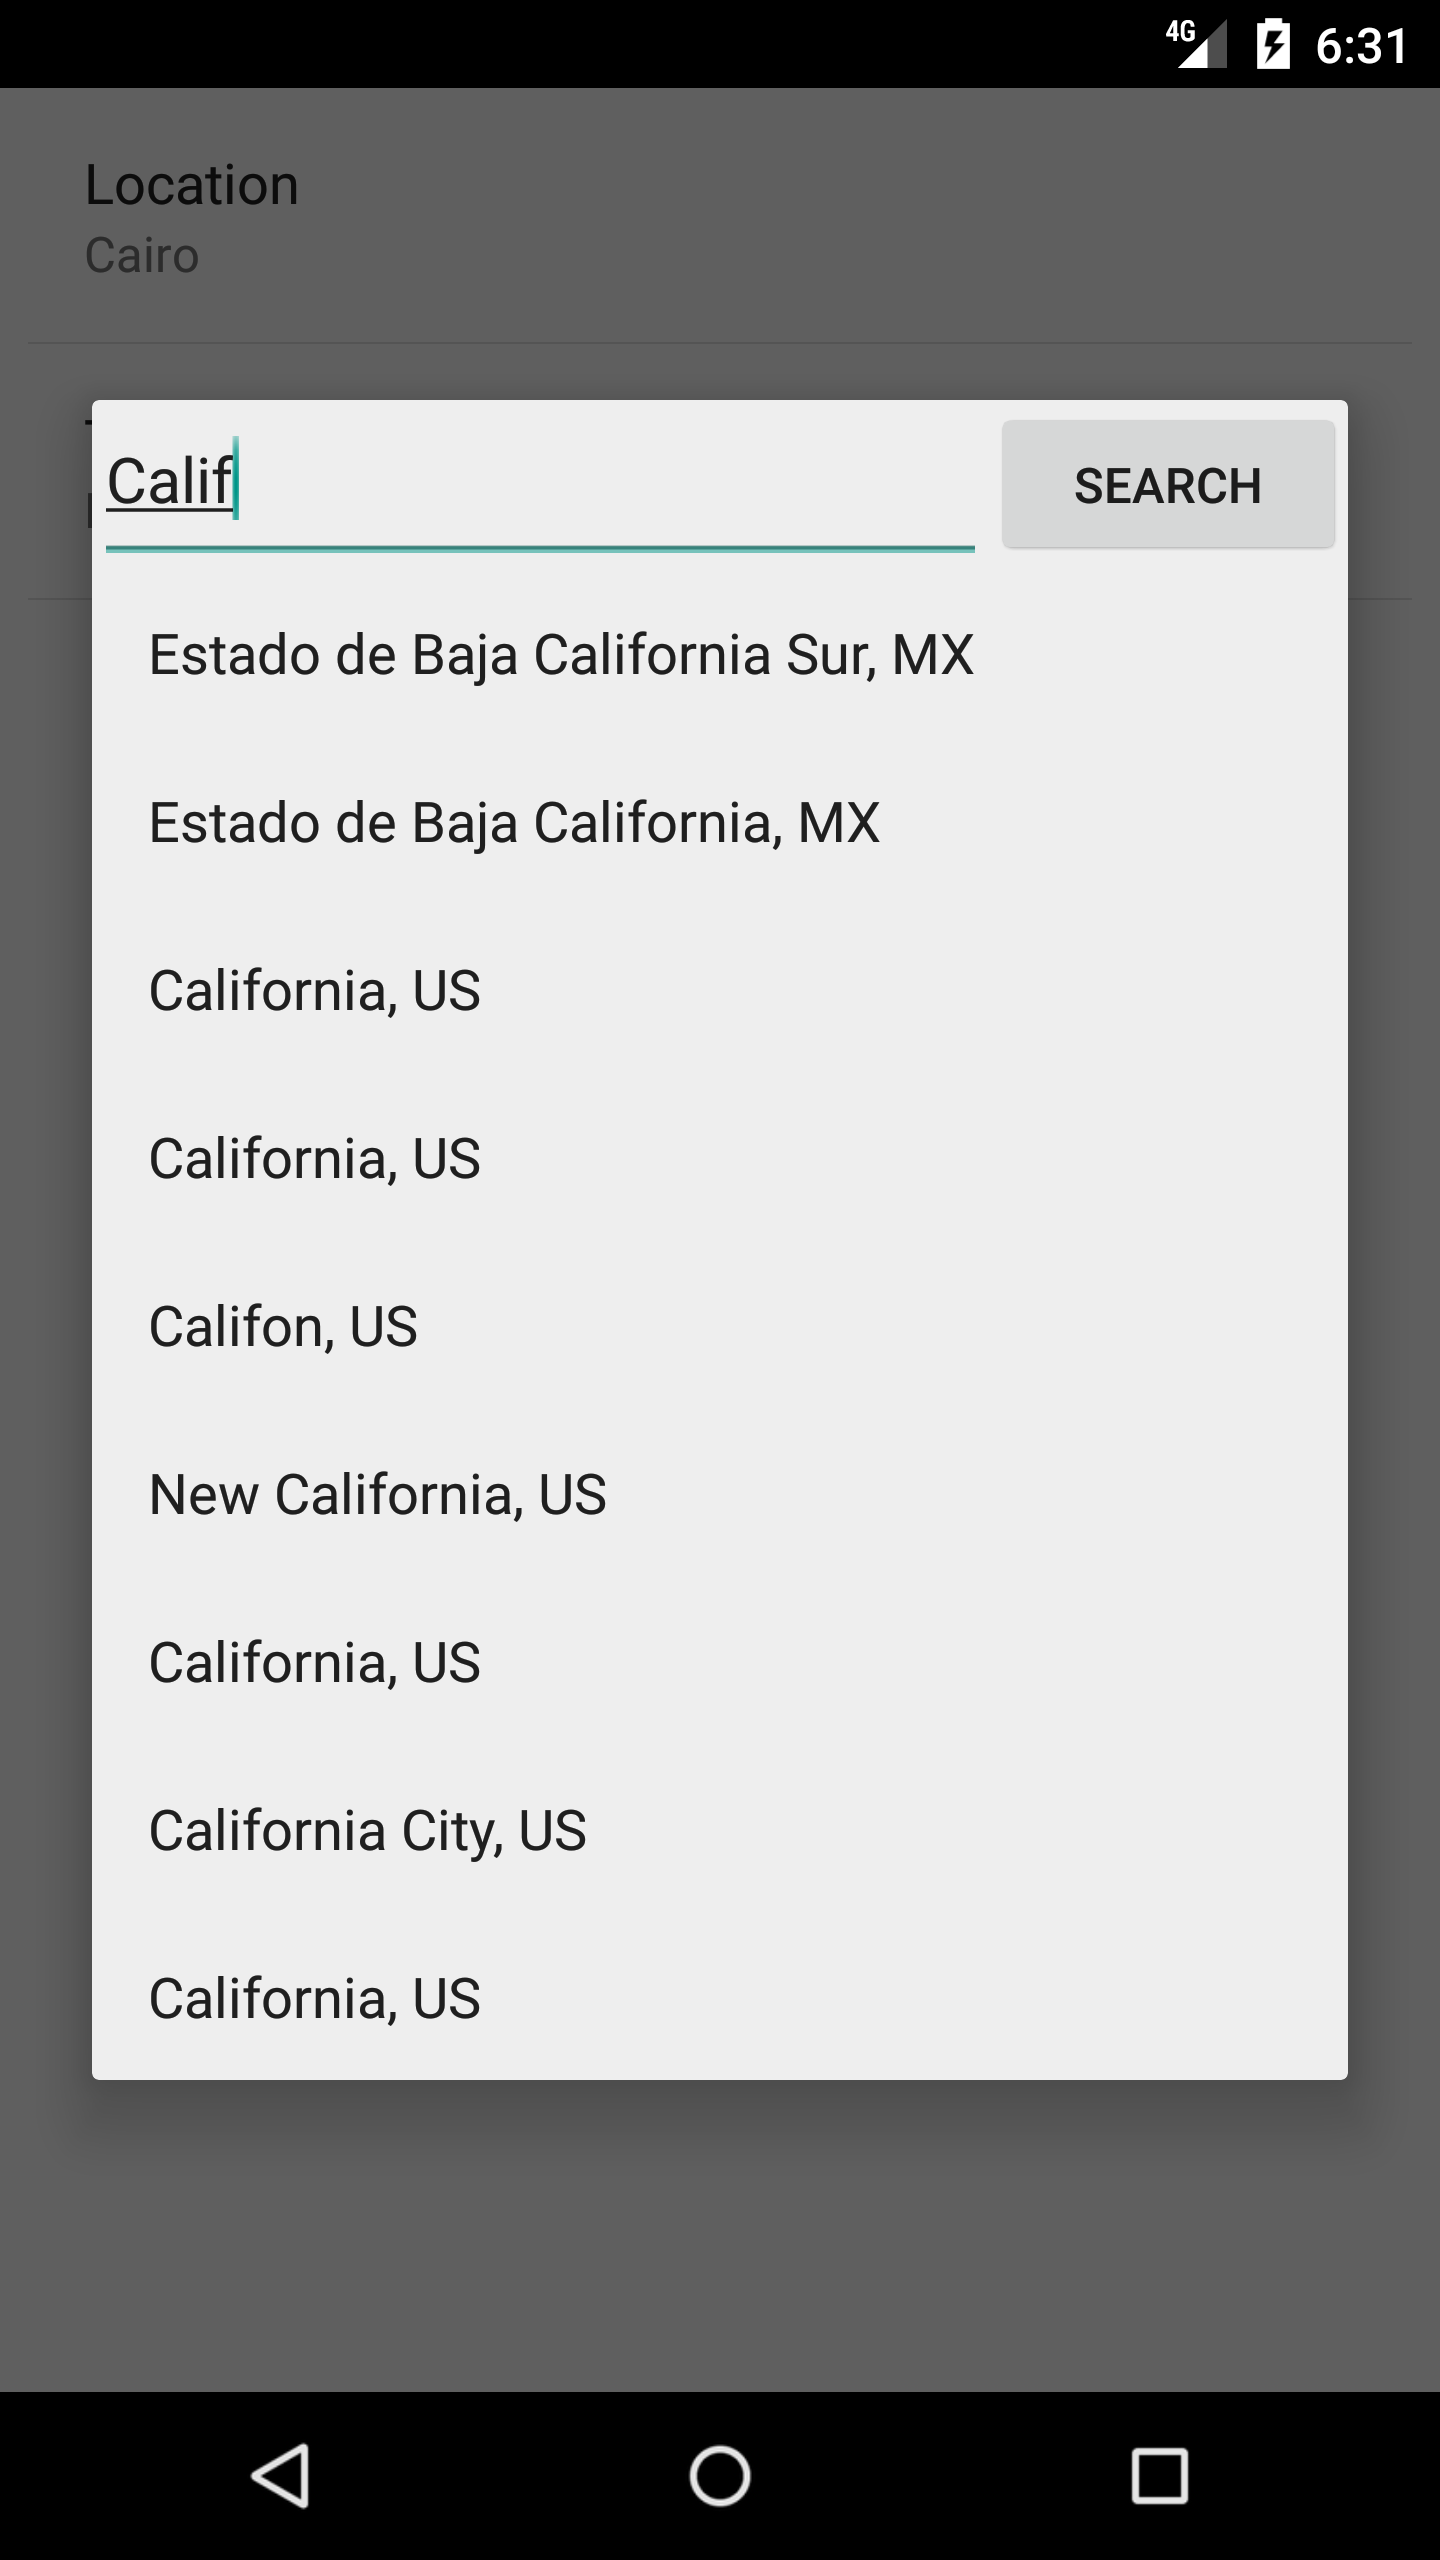 4G 6:31
Location
Cairo
Calif
SEARCH
Estado de Baja California Sur, MX
Estado de Baja California, MX
California, US
California, US
Califon, US
New California, US
California, US
California City, US
California, US